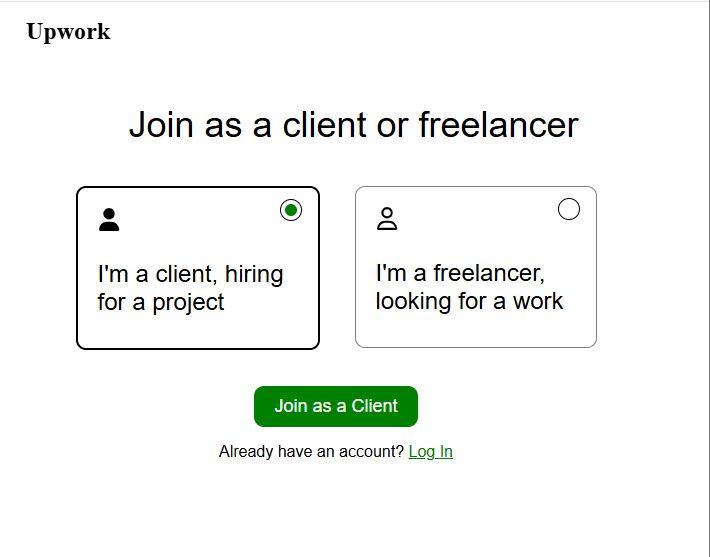 Upwork
Join as a client or freelancer
I'm a client, hiring
for a project
I'm a freelancer,
looking for a work
Join as a Client
Already have an account? Log In